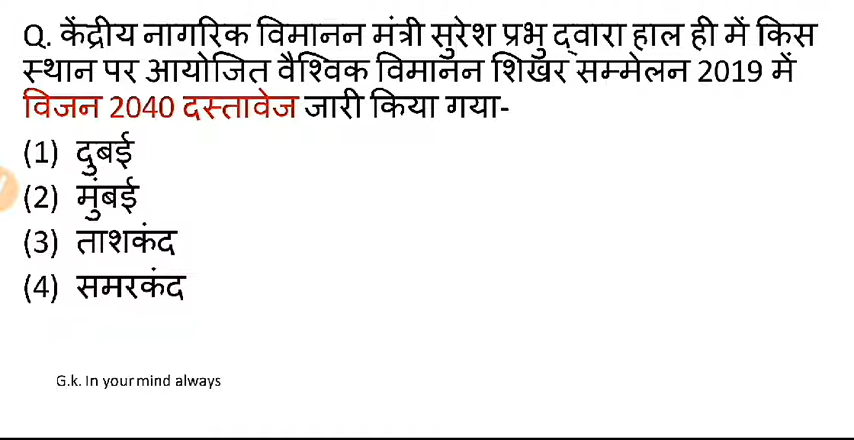 Q. केंद्रीय नागरिक विमानन मंत्री सुरेश प्रभु द्वारा हाल ही में किस
स्थान पर आयोजित वैश्विक विमानन शिखर सम्मेलन 2019 में
विजन 2040 दस्तावेज जारी किया गया-
(1) दुबई
(2) मुंबई
(3) ताशकंद
(4) समरकंद
G.k. In your mind always